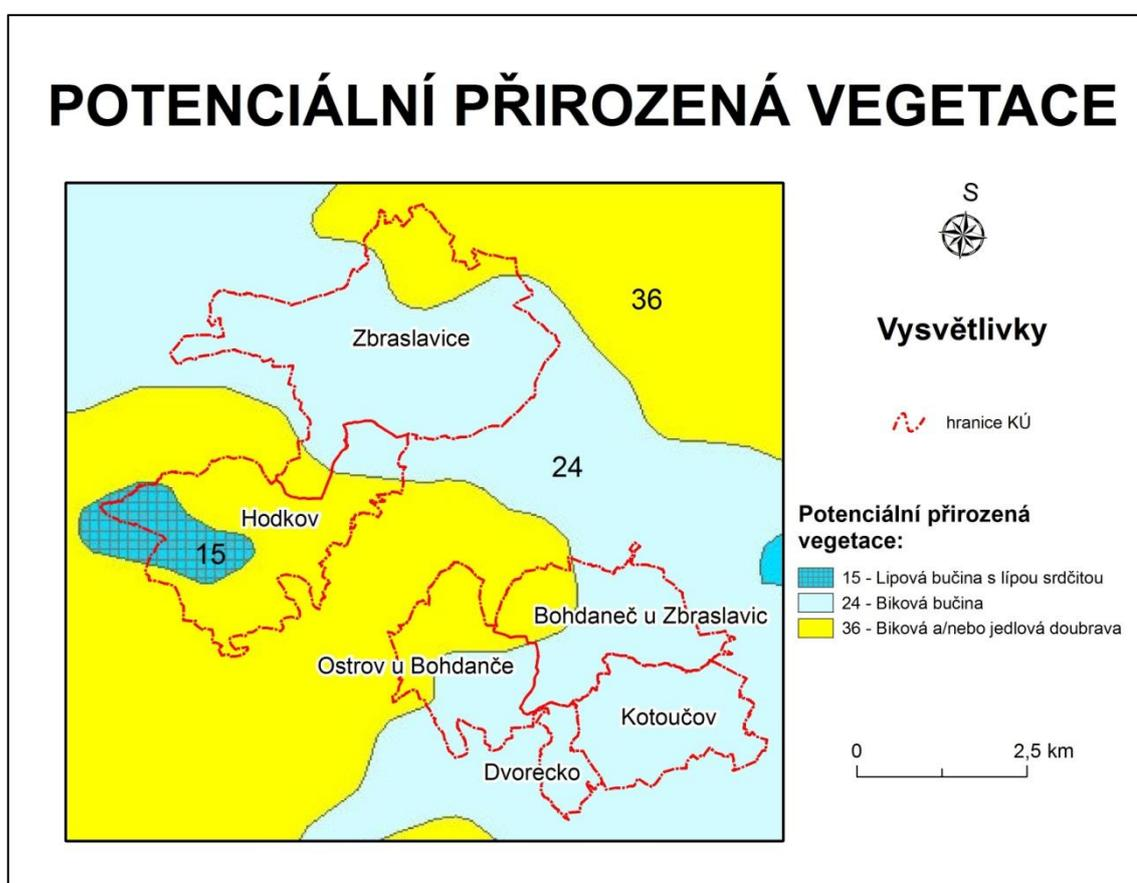 POTENCIÁLNÍ PŘIROZENÁ VEGETACE
S
36
Zbraslavice
Vysvětlivky
hranice KÚ
24
Hodkov
15
Potenciální přirozená
vegetace:
15 - Lipová bučina s lípou srdčitou
24 - Biková bučina
36 - Biková a/nebo jedlová doubrava
Bohdaneč u Zbraslavic
Ostrov u Bohdanče
Kotoučov
Dvorecko
0 2,5 km